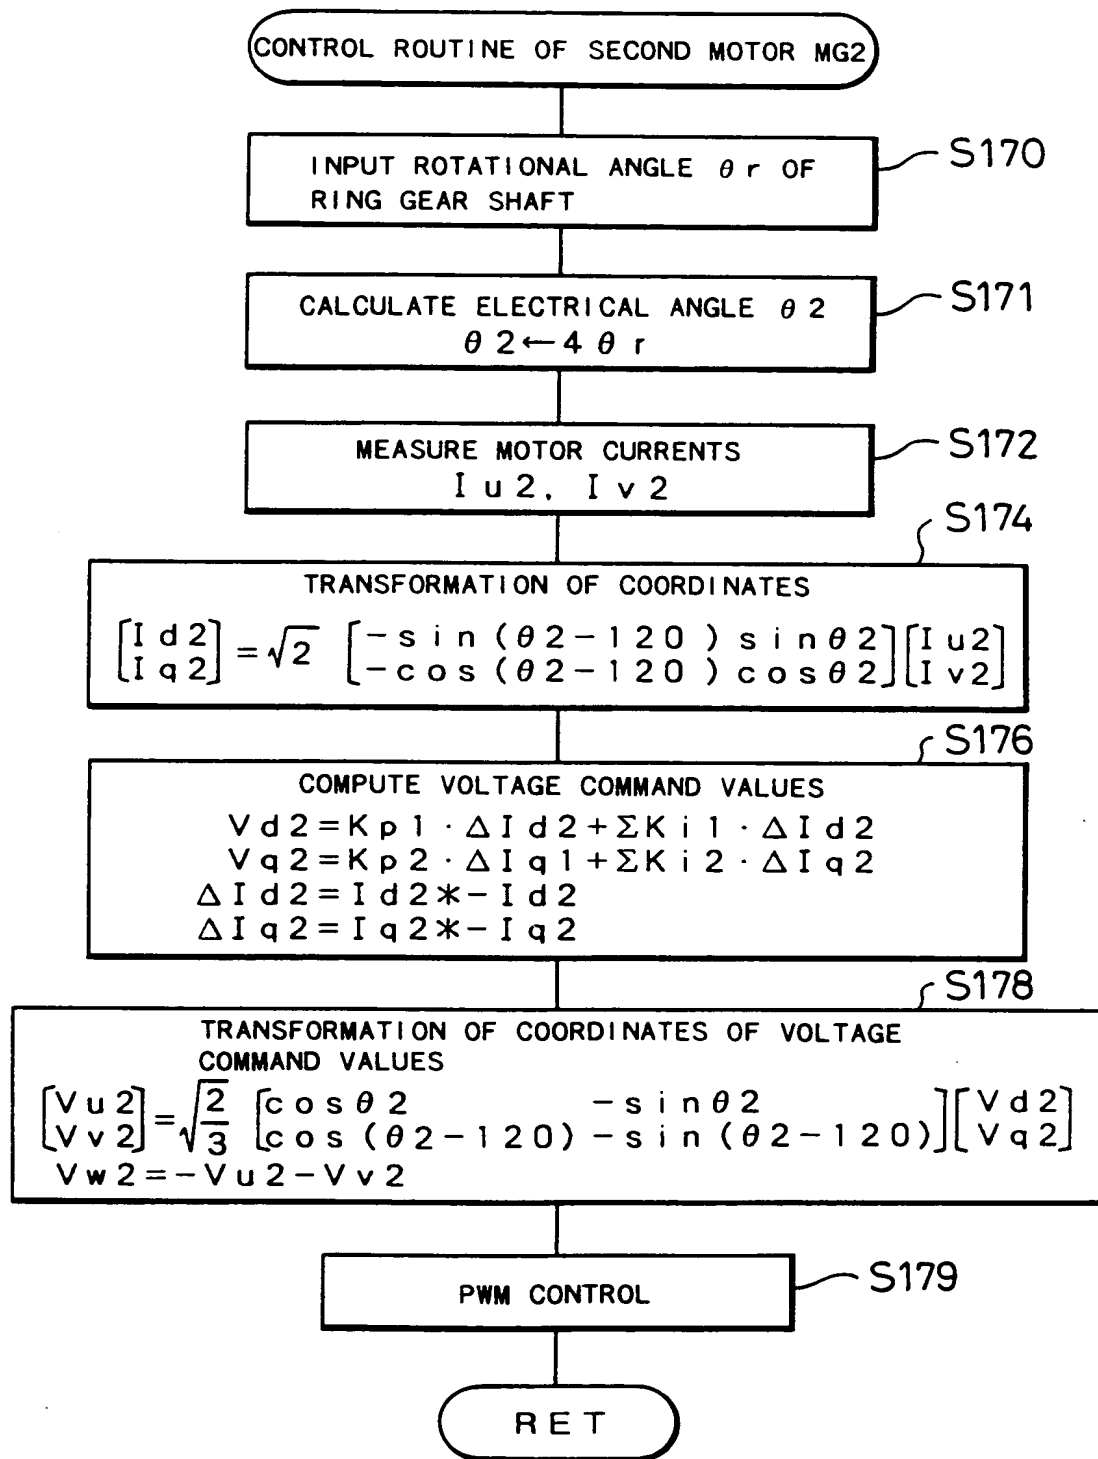 CONTROL ROUTINE OF SECOND MOTOR MG2
S170
INPUT ROTATIONAL ANGLE θr OF
RING GEAR SHAFT
S171
CALCULATE ELECTRICAL ANGLE θ2
θ2←4θr
S172
MEASURE MOTOR CURRENTS
Iu2, Iv2
S174
TRANSFORMATION OF COORDINATES
[Id2] = √2 [-sin(θ2-120) sinθ2][Iu2]
[Iq2] [-cos(θ2-120) cosθ2][Iv2]
S176
COMPUTE VOLTAGE COMMAND VALUES
Vd2=Kp1·ΔId2+ΣKi1·ΔId2
Vq2=Kp2·ΔIq1+ΣKi2·ΔIq2
ΔId2=Id2*-Id2
ΔIq2=Iq2*-Iq2
S178
TRANSFORMATION OF COORDINATES OF VOLTAGE
COMMAND VALUES
[Vu2] = √2/3 [cosθ2 -sinθ2][Vd2]
[Vv2] [cos(θ2-120) -sin(θ2-120)][Vq2]
Vw2=-Vu2-Vv2
S179
PWM CONTROL
RET